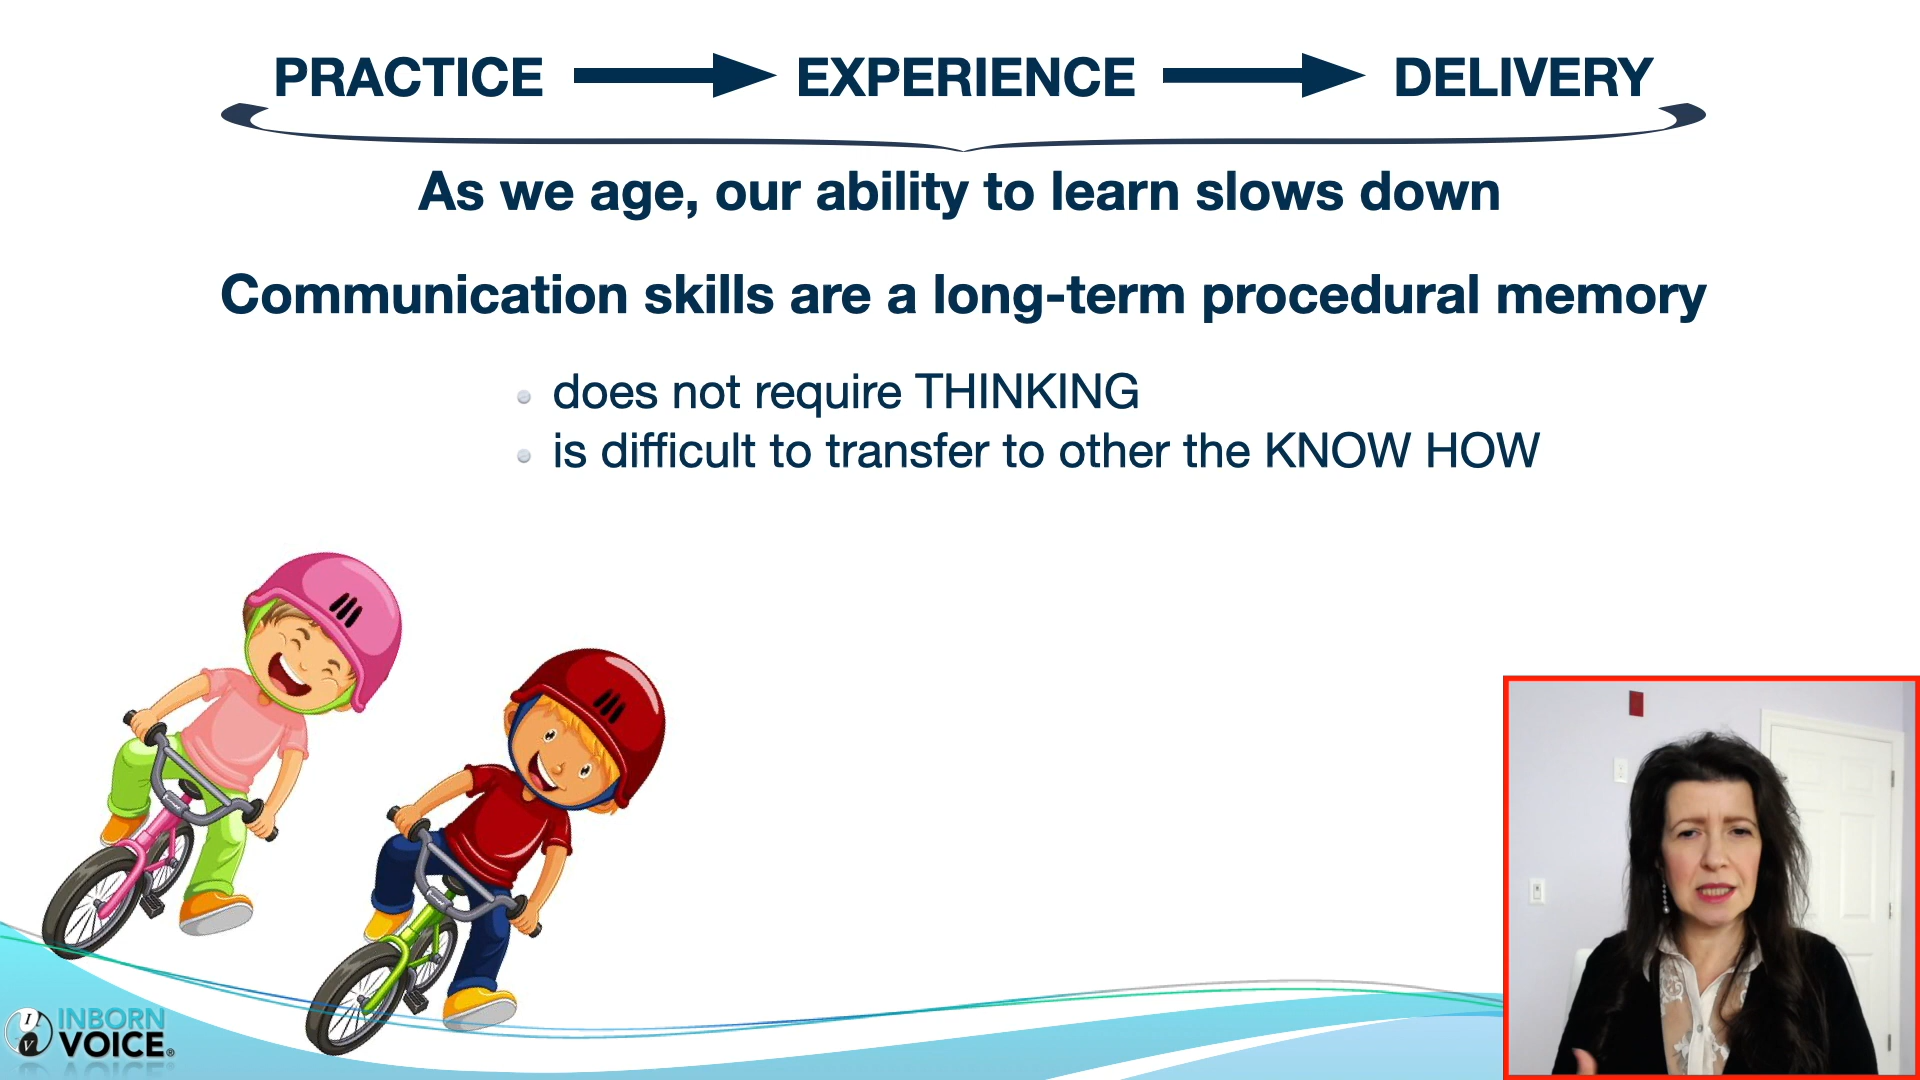 PRACTICE EXPERIENCE DELIVERY
As we age, our ability to learn slows down
Communication skills are a long-term procedural memory
does not require THINKING
is difficult to transfer to other the KNOW HOW
I
V
INBORN
VOICE®